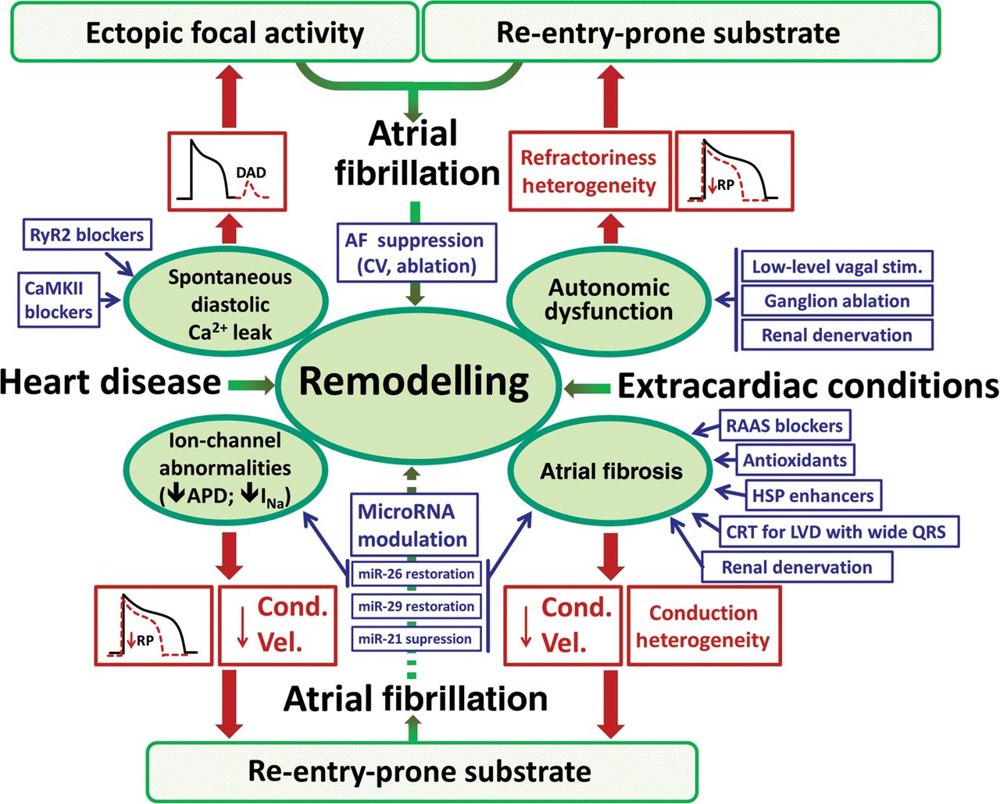 Ectopic focal activity
Re-entry-prone substrate
Atrial
fibrillation
DAD
Refractoriness
heterogeneity
↓RP
RyR2 blockers
CaMKII
blockers
Spontaneous
diastolic
Ca²⁺ leak
AF suppression
(CV, ablation)
Autonomic
dysfunction
Low-level vagal stim.
Ganglion ablation
Renal denervation
Heart disease
Remodelling
Extracardiac conditions
Ion-channel
abnormalities
(↓APD; ↓INa)
Atrial fibrosis
RAAS blockers
Antioxidants
HSP enhancers
CRT for LVD with wide QRS
Renal denervation
MicroRNA
modulation
miR-26 restoration
miR-29 restoration
miR-21 supression
↓RP
↓ Cond.
Vel.
↓ Cond.
Vel.
Conduction
heterogeneity
Atrial fibrillation
Re-entry-prone substrate